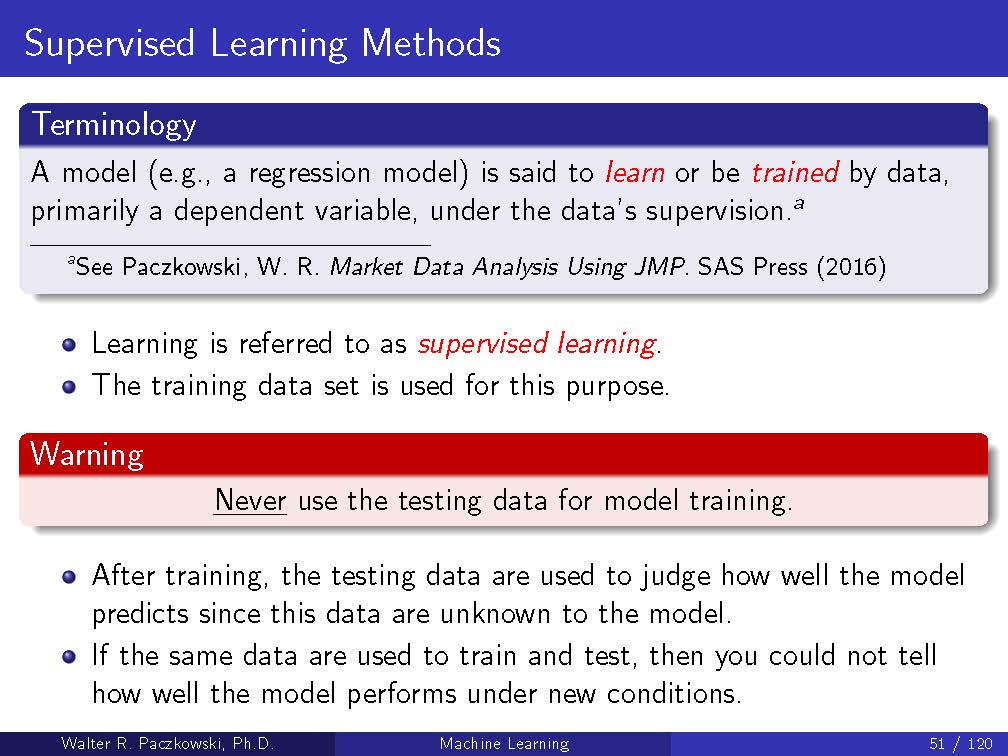 Supervised Learning Methods
Terminology
A model (e.g., a regression model) is said to learn or be trained by data,
primarily a dependent variable, under the data's supervision.ᵃ
ᵃSee Paczkowski, W. R. Market Data Analysis Using JMP. SAS Press (2016)
Learning is referred to as supervised learning.
The training data set is used for this purpose.
Warning
Never use the testing data for model training.
After training, the testing data are used to judge how well the model
predicts since this data are unknown to the model.
If the same data are used to train and test, then you could not tell
how well the model performs under new conditions.
Walter R. Paczkowski, Ph.D. Machine Learning 51 / 120